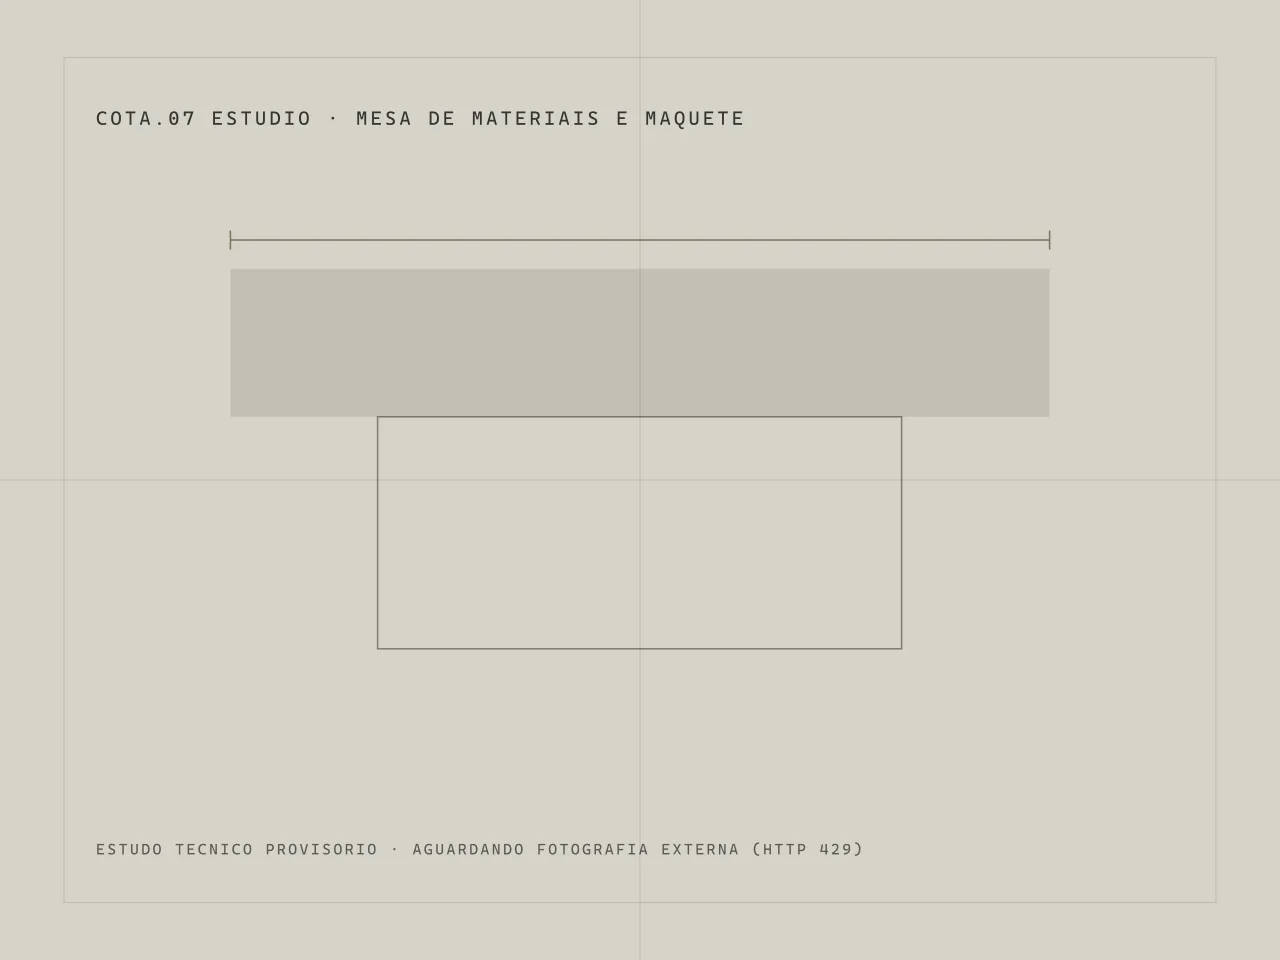 COTA.07 ESTUDIO · MESA DE MATERIAIS E MAQUETE
ESTUDO TECNICO PROVISORIO · AGUARDANDO FOTOGRAFIA EXTERNA (HTTP 429)